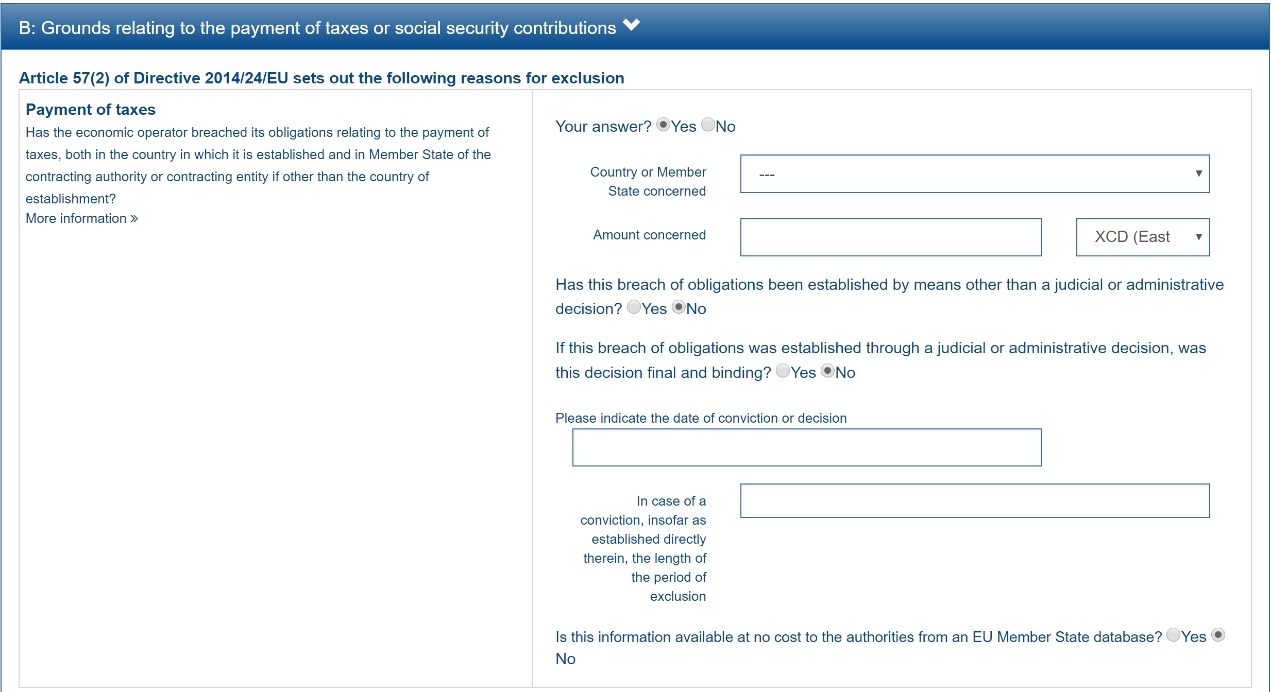 B: Grounds relating to the payment of taxes or social security contributions
Article 57(2) of Directive 2014/24/EU sets out the following reasons for exclusion
Payment of taxes
Has the economic operator breached its obligations relating to the payment of
taxes, both in the country in which it is established and in Member State of the
contracting authority or contracting entity if other than the country of
establishment?
More information »
Your answer? Yes No
Country or Member
State concerned
---
Amount concerned
XCD (East
Has this breach of obligations been established by means other than a judicial or administrative
decision? Yes No
If this breach of obligations was established through a judicial or administrative decision, was
this decision final and binding? Yes No
Please indicate the date of conviction or decision
In case of a
conviction, insofar as
established directly
therein, the length of
the period of
exclusion
Is this information available at no cost to the authorities from an EU Member State database? Yes
No